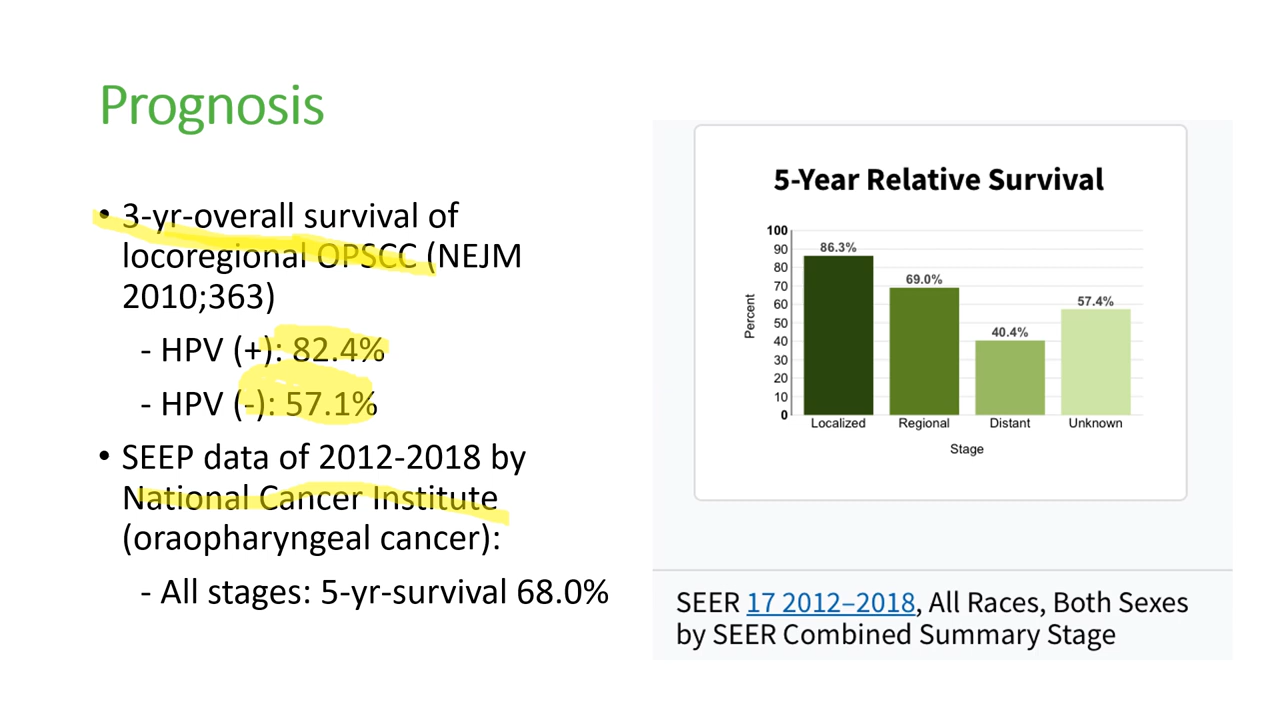 Prognosis
• 3-yr-overall survival of
locoregional OPSCC (NEJM
2010;363)
- HPV (+): 82.4%
- HPV (-): 57.1%
• SEEP data of 2012-2018 by
National Cancer Institute
(oraopharyngeal cancer):
- All stages: 5-yr-survival 68.0%
5-Year Relative Survival
Percent
100
90
80
70
60
50
40
30
20
10
0
86.3%
69.0%
40.4%
57.4%
Localized Regional Distant Unknown
Stage
SEER 17 2012–2018, All Races, Both Sexes
by SEER Combined Summary Stage